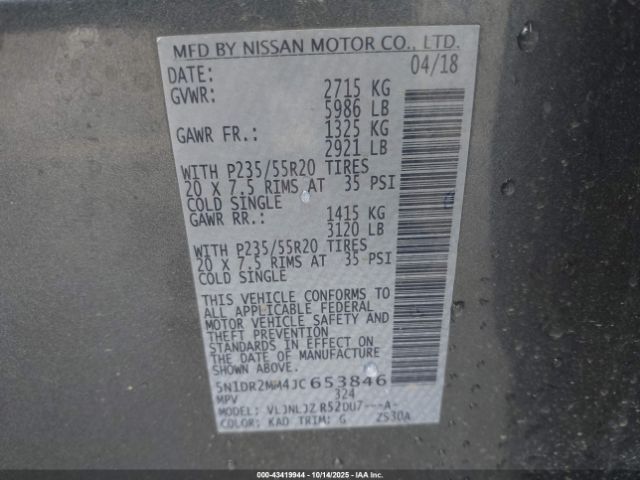 MFD BY NISSAN MOTOR CO., LTD.
DATE: 04/18
GVWR: 2715 KG
5986 LB
GAWR FR.: 1325 KG
2921 LB
WITH P235/55R20 TIRES
20 X 7.5 RIMS AT 35 PSI
COLD SINGLE
GAWR RR.: 1415 KG
3120 LB
WITH P235/55R20 TIRES
20 X 7.5 RIMS AT 35 PSI
COLD SINGLE
THIS VEHICLE CONFORMS TO
ALL APPLICABLE FEDERAL
MOTOR VEHICLE SAFETY AND
THEFT PREVENTION
STANDARDS IN EFFECT ON
THE DATE OF MANUFACTURE
SHOWN ABOVE.
5N1DR2MM4JC653846
MPV 324
MODEL: VLJNLJZ R52DU7---A-
COLOR: KAD TRIM: G ZS30A
000-43419944 | 10/14/2025 | IAAHOLDINGS, LLC